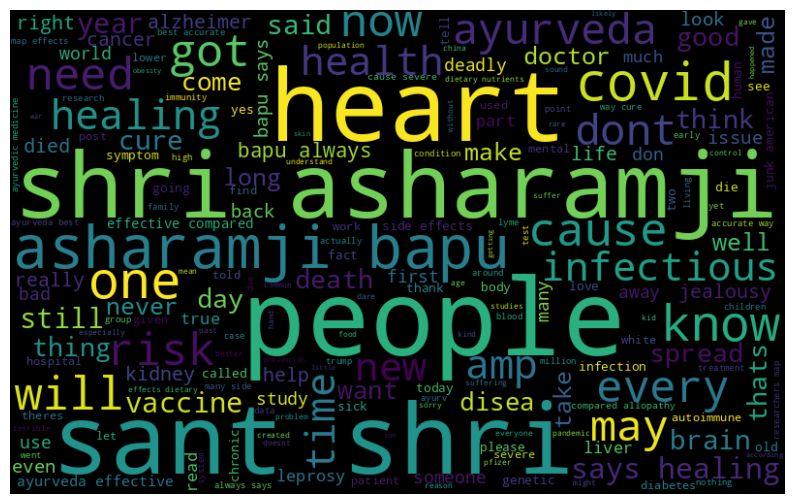 right year alzheimer now ayurveda said look made
cancer got come health deadly doctor good
world best accurate lower population tell china much
map effects need bapu says heart covid see human
obesity cause severe dietary nutrients way cure
research healing yes used part dont think
immunity war died cure post point issue
symptom high bapu always make life don mental early die
going long understand condition skin without rare control yet
shri asharamji
junk american ayurvedic medicine sound two living
family find back suffer lyme accurate way
effective compared work side effects test cause well
ayurveda best asharamji bapu infectious
actually fact getting
really mean one told death first around many away jealousy
bad never day thank age body studies love children
still group true case blood
thing given called people know
especially past risk common dare hand new amp white kid spread
hospital kidney food kind
theres will vaccine help trump million infection every thats
effects dietary many side want today ayurv suffering treatment
use let sick data problem study time disea take compared allopathy
went doesnt sorry please everyone may autoimmune
even read chronic sant shri severe brain old
created leprosy pandemic someone liver
terrible system always says patient pfizer genetic says healing nothing
ayurveda effective reason diabetes might according
researchers map gave happened likely
better prevention little son day